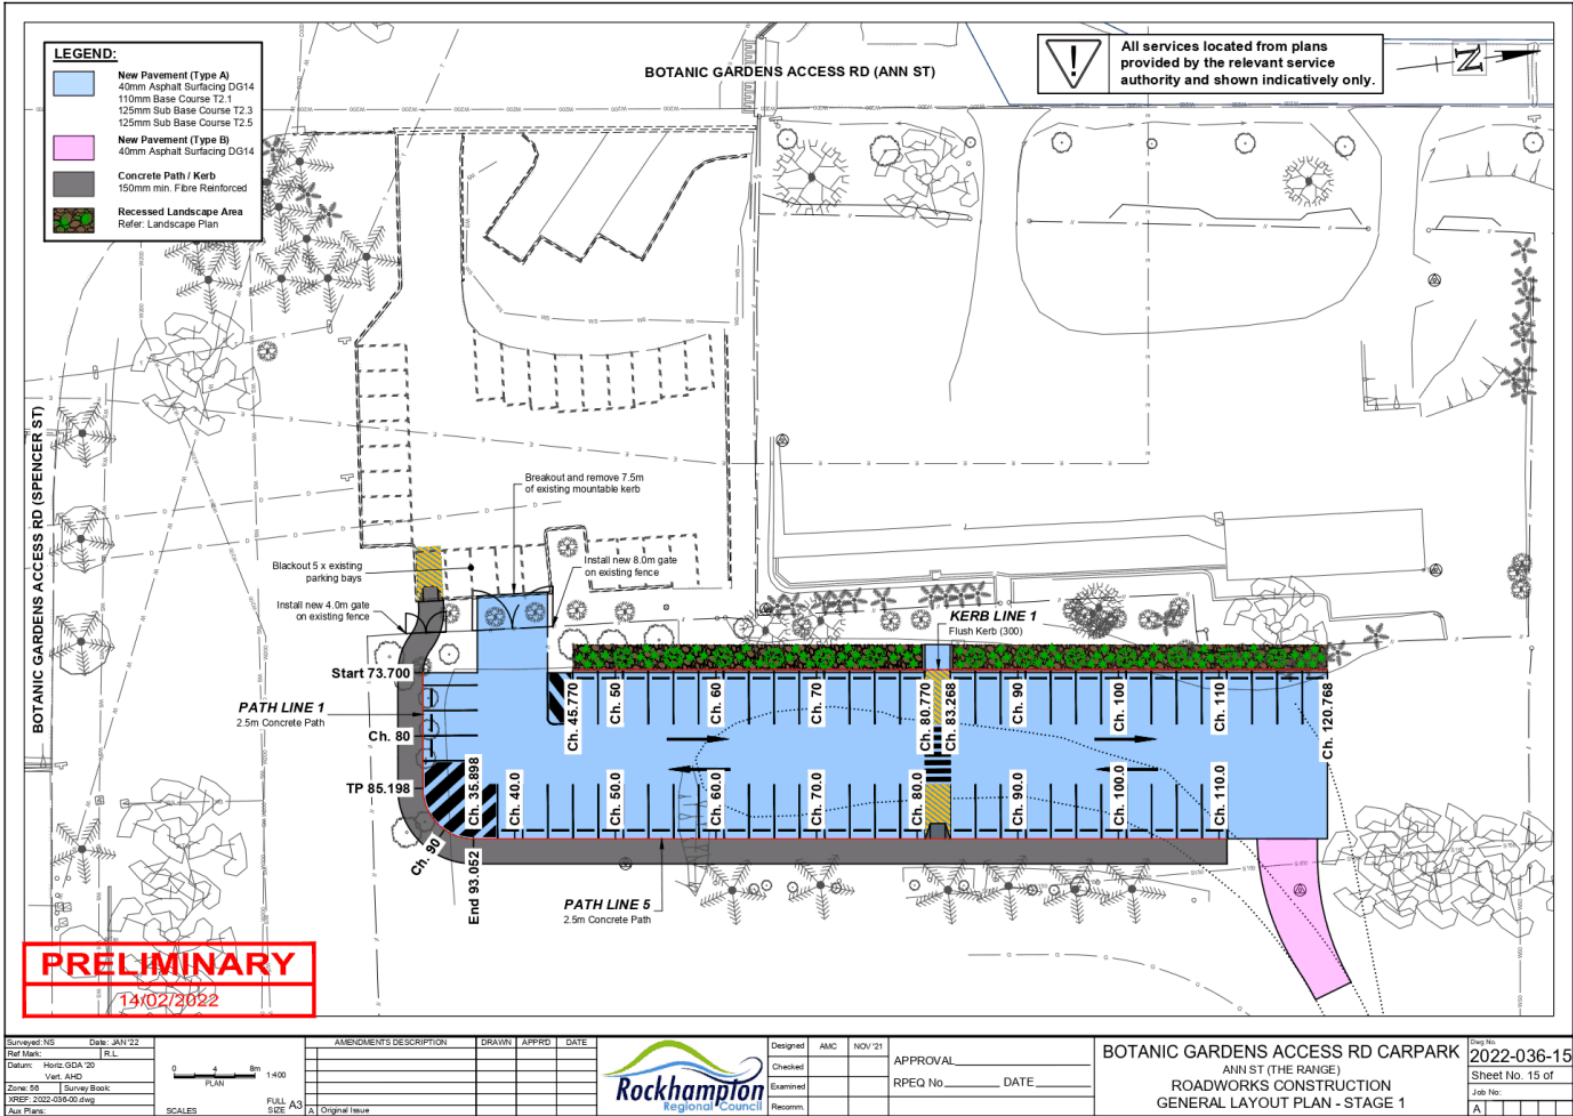 LEGEND:
New Pavement (Type A)
40mm Asphalt Surfacing DG14
110mm Base Course T2.1
125mm Sub Base Course T2.3
125mm Sub Base Course T2.5
New Pavement (Type B)
40mm Asphalt Surfacing DG14
Concrete Path / Kerb
150mm min. Fibre Reinforced
Recessed Landscape Area
Refer: Landscape Plan
BOTANIC GARDENS ACCESS RD (ANN ST)
All services located from plans
provided by the relevant service
authority and shown indicatively only.
N
BOTANIC GARDENS ACCESS RD (SPENCER ST)
Breakout and remove 7.5m
of existing mountable kerb
Blackout 5 x existing
parking bays
Install new 8.0m gate
on existing fence
Install new 4.0m gate
on existing fence
KERB LINE 1
Flush Kerb (300)
Start 73.700
PATH LINE 1
2.5m Concrete Path
Ch. 80
TP 85.198
Ch. 90
End 93.052
Ch. 45.770
Ch. 50
Ch. 60
Ch. 70
Ch. 80.770
Ch. 83.268
Ch. 90
Ch. 100
Ch. 110
Ch. 120.768
Ch. 35.898
Ch. 40.0
Ch. 50.0
Ch. 60.0
Ch. 70.0
Ch. 80.0
Ch. 90.0
Ch. 1000.0
Ch. 110.0
PATH LINE 5
2.5m Concrete Path
PRELIMINARY
14/02/2022
Surveyed: NS Date: JAN '22
Ref Mark: R.L.
Datum: Horiz. GDA '20
Vert. AHD
Zone: 56 Survey Book:
XREF: 2022-036-00.dwg
Aux Plans:
0 4 8m 1:400
PLAN
SCALES
FULL SIZE A3
AMENDMENTS DESCRIPTION DRAWN APPR'D DATE
A Original Issue
Rockhampton
Regional Council
Designed AMC NOV '21
Checked
Examined
Recomm.
APPROVAL
RPEQ No. DATE
BOTANIC GARDENS ACCESS RD CARPARK
ANN ST (THE RANGE)
ROADWORKS CONSTRUCTION
GENERAL LAYOUT PLAN - STAGE 1
Dwg No.
2022-036-15
Sheet No. 15 of
Job No:
A